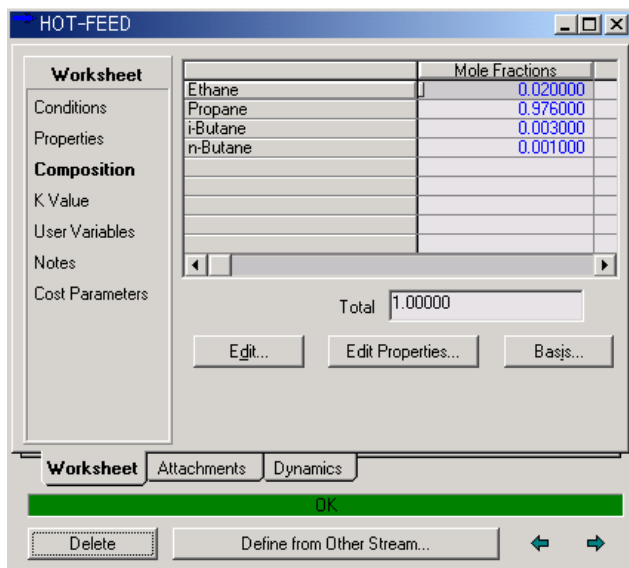 HOT-FEED
Worksheet
Conditions
Properties
Composition
K Value
User Variables
Notes
Cost Parameters
Mole Fractions
Ethane 0.020000
Propane 0.976000
i-Butane 0.003000
n-Butane 0.001000
Total 1.00000
Edit... Edit Properties... Basis...
Worksheet Attachments Dynamics
OK
Delete Define from Other Stream...